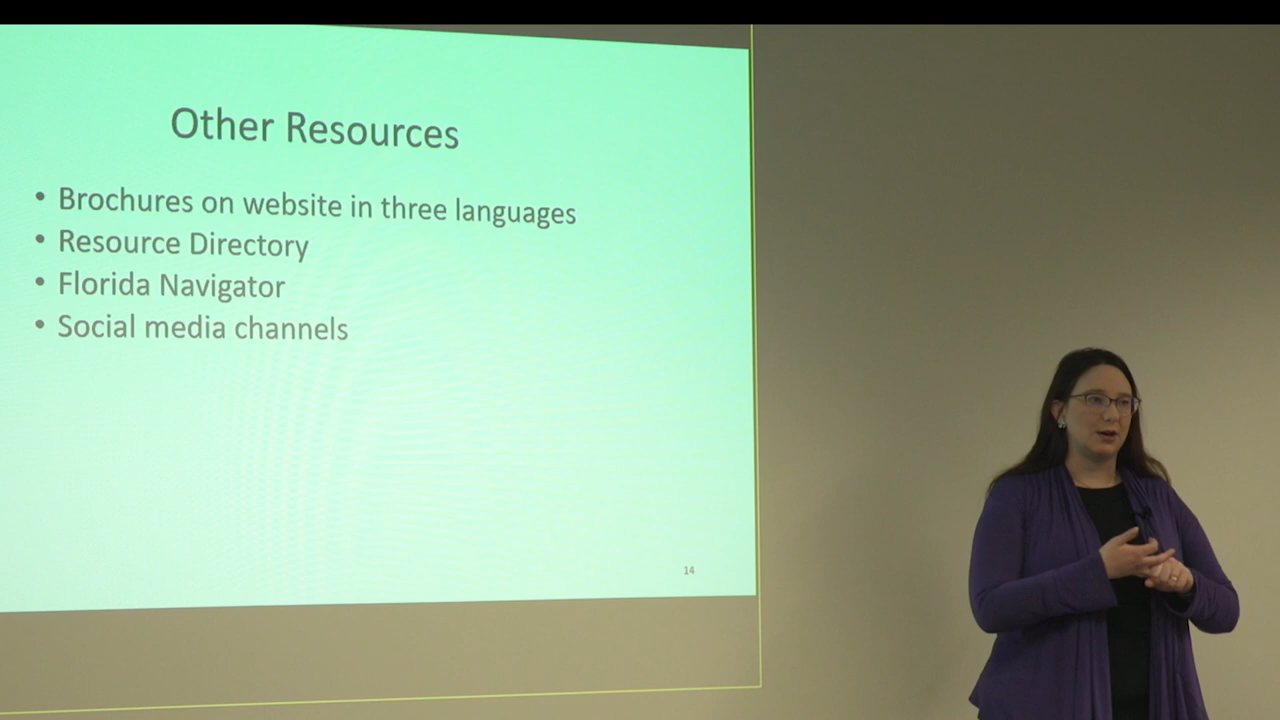 Other Resources
• Brochures on website in three languages
• Resource Directory
• Florida Navigator
• Social media channels
14